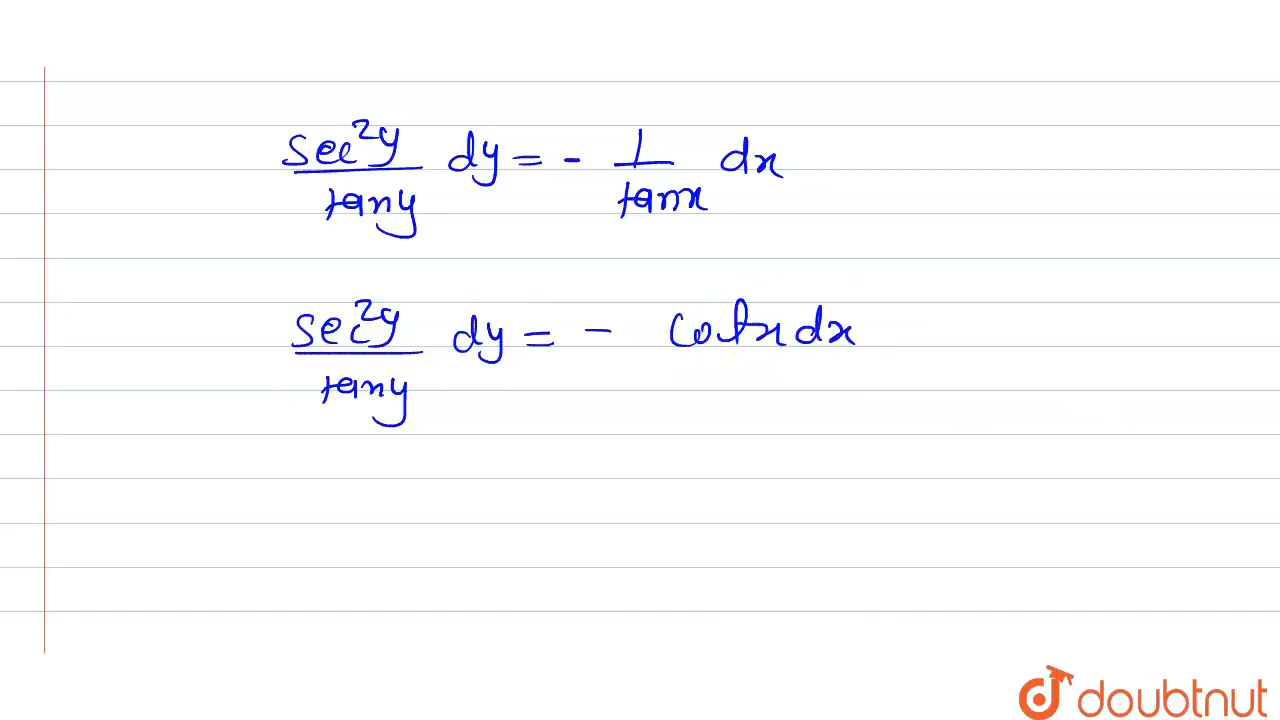 sec²y/tany dy = - 1/tanx dx
sec²y/tany dy = - cotx dx
doubtnut